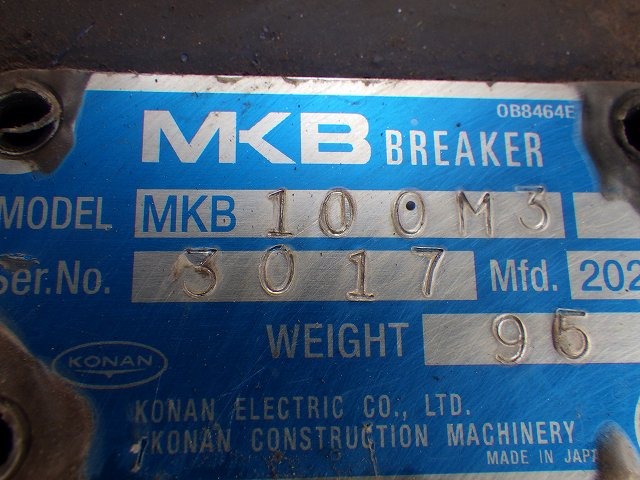 OB8464E
MKB BREAKER
MODEL MKB 100M3
Ser.No. 3017 Mfd. 202
WEIGHT 95
KONAN
KONAN ELECTRIC CO., LTD.
KONAN CONSTRUCTION MACHINERY
MADE IN JAPA